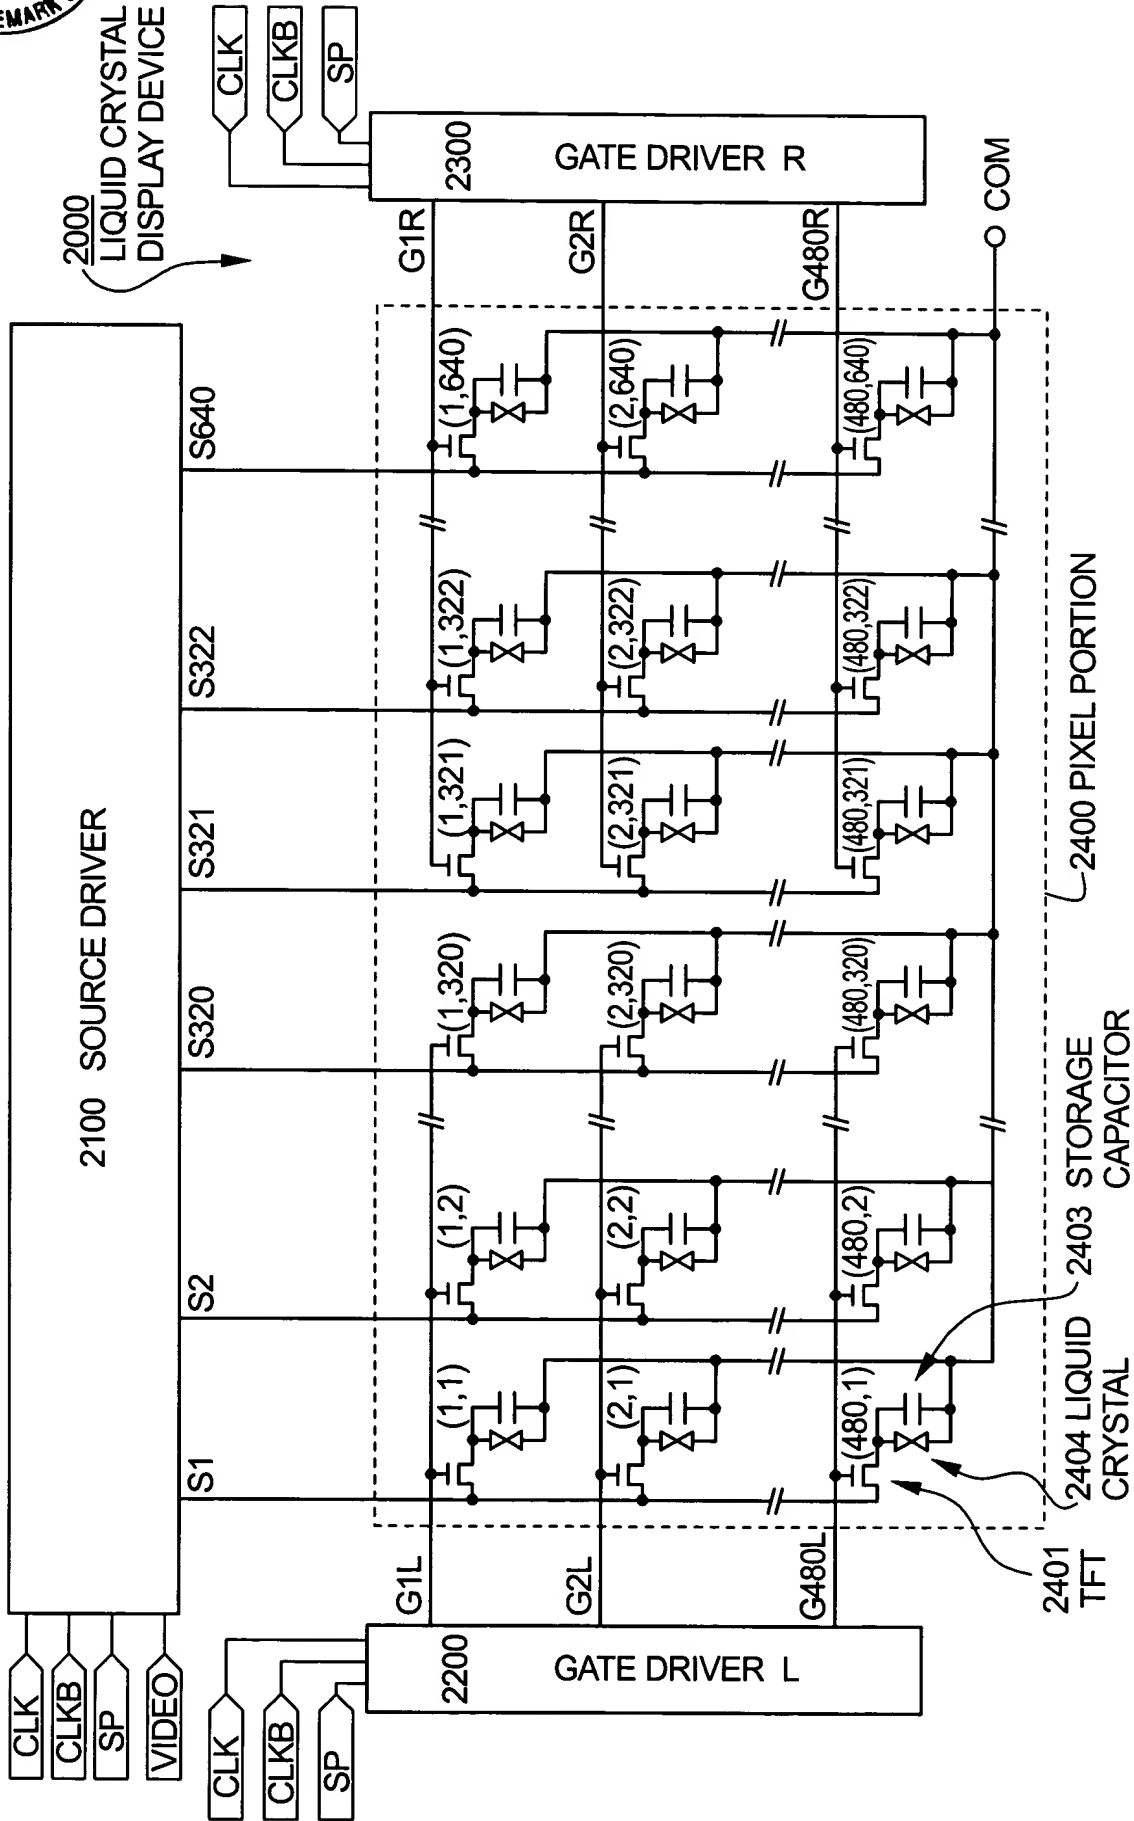 EMARK
2000
LIQUID CRYSTAL
DISPLAY DEVICE
2100 SOURCE DRIVER
CLK
CLKB
SP
VIDEO
S1
S2
S320
S321
S322
S640
CLK
CLKB
SP
CLK
CLKB
SP
2200
GATE DRIVER L
2300
GATE DRIVER R
G1L
(1,1)
(1,2)
(1,320)
(1,321)
(1,322)
(1,640)
G1R
G2L
(2,1)
(2,2)
(2,320)
(2,321)
(2,322)
(2,640)
G2R
G480L
(480,1)
(480,2)
(480,320)
(480,321)
(480,322)
(480,640)
G480R
COM
2401
TFT
2404 LIQUID
CRYSTAL
2403 STORAGE
CAPACITOR
2400 PIXEL PORTION